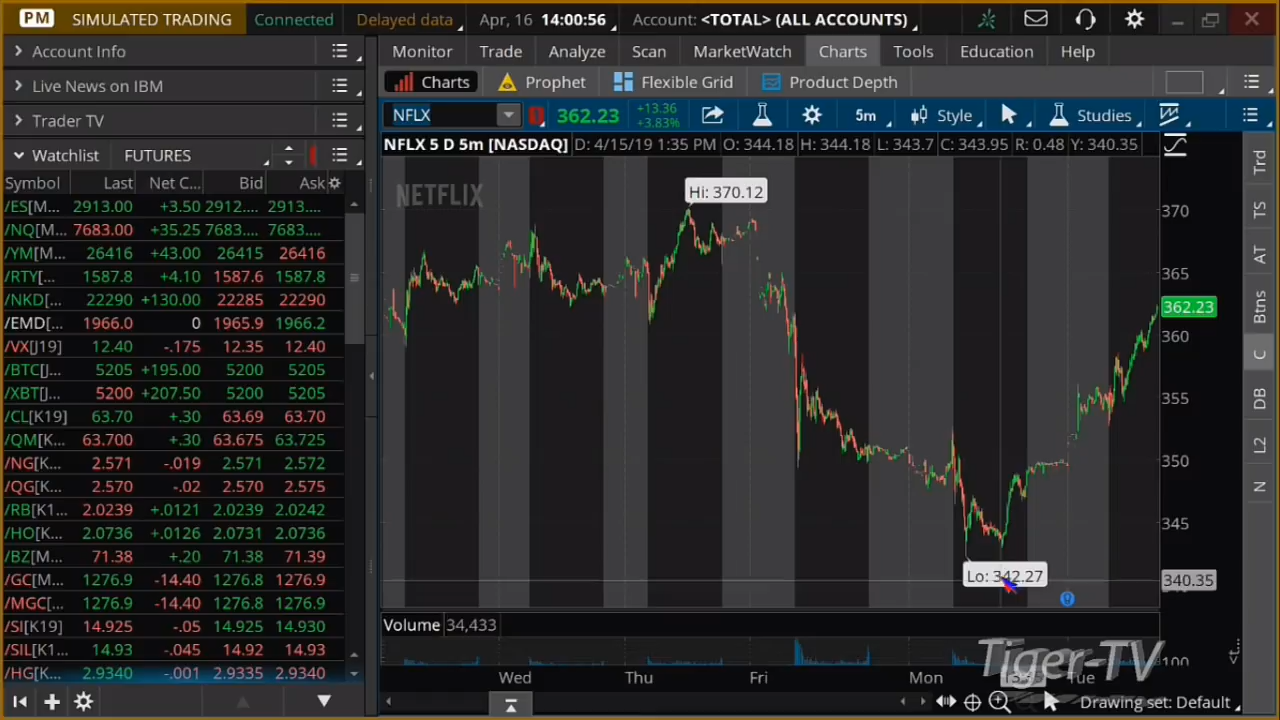 PM SIMULATED TRADING Connected Delayed data Apr, 16 14:00:56 Account: <TOTAL> (ALL ACCOUNTS)
Account Info
Live News on IBM
Trader TV
Watchlist FUTURES
Symbol Last Net C... Bid Ask
/ES[M... 2913.00 +3.50 2912.... 2913....
/NQ[M... 7683.00 +35.25 7683.... 7683....
/YM[M... 26416 +43.00 26415 26416
/RTY[... 1587.8 +4.10 1587.6 1587.8
/NKD[... 22290 +130.00 22285 22290
/EMD[... 1966.0 0 1965.9 1966.2
/VX[J19] 12.40 -.175 12.35 12.40
/BTC[J... 5205 +195.00 5200 5205
/XBT[J... 5200 +207.50 5200 5205
/CL[K19] 63.70 +.30 63.69 63.70
/QM[K... 63.700 +.30 63.675 63.725
/NG[K... 2.571 -.019 2.571 2.572
/QG[K... 2.570 -.02 2.570 2.575
/RB[K1... 2.0239 +.0121 2.0239 2.0242
/HO[K... 2.0736 +.0126 2.0731 2.0736
/BZ[M... 71.38 +.20 71.38 71.39
/GC[M... 1276.9 -14.40 1276.8 1276.9
/MGC[... 1276.9 -14.40 1276.8 1276.9
/SI[K19] 14.925 -.05 14.925 14.930
/SIL[K... 14.93 -.045 14.92 14.93
/HG[K... 2.9340 -.001 2.9335 2.9340
Monitor Trade Analyze Scan MarketWatch Charts Tools Education Help
Charts Prophet Flexible Grid Product Depth
NFLX 362.23 +13.36 +3.83% 5m Style Studies
NFLX 5 D 5m [NASDAQ] D: 4/15/19 1:35 PM O: 344.18 H: 344.18 L: 343.7 C: 343.95 R: 0.48 Y: 340.35
NETFLIX
Hi: 370.12
370
365
362.23
360
355
350
345
Lo: 342.27
340.35
Volume 34,433
100
Tiger-TV
Wed Thu Fri Mon Tue
Drawing set: Default
Trd
TS
AT
Btns
C
DB
L2
N